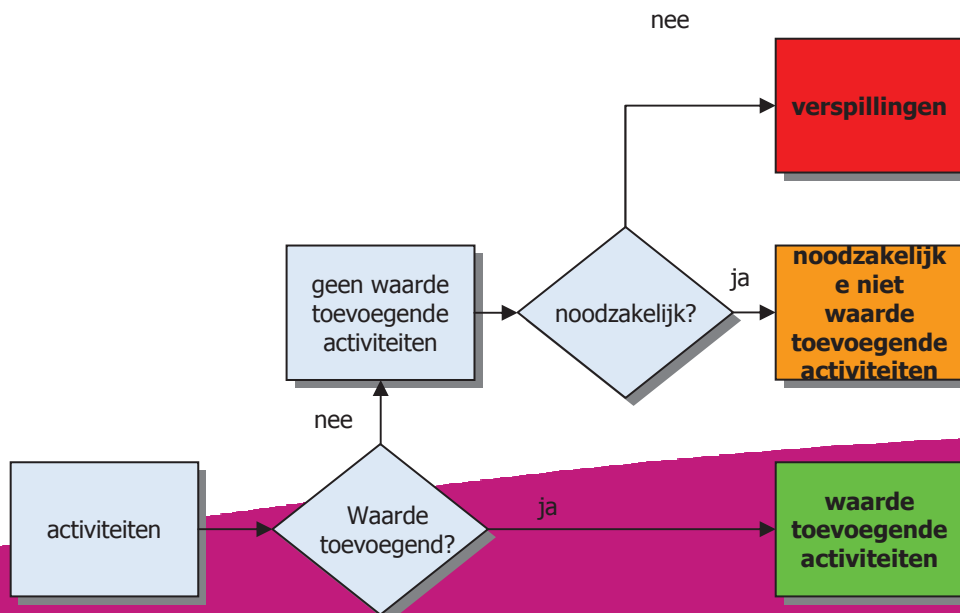 nee
verspillingen
geen waarde
toevoegende
activiteiten
noodzakelijk?
ja
noodzakelijk
e niet
waarde
toevoegende
activiteiten
nee
activiteiten
Waarde
toevoegend?
ja
waarde
toevoegende
activiteiten